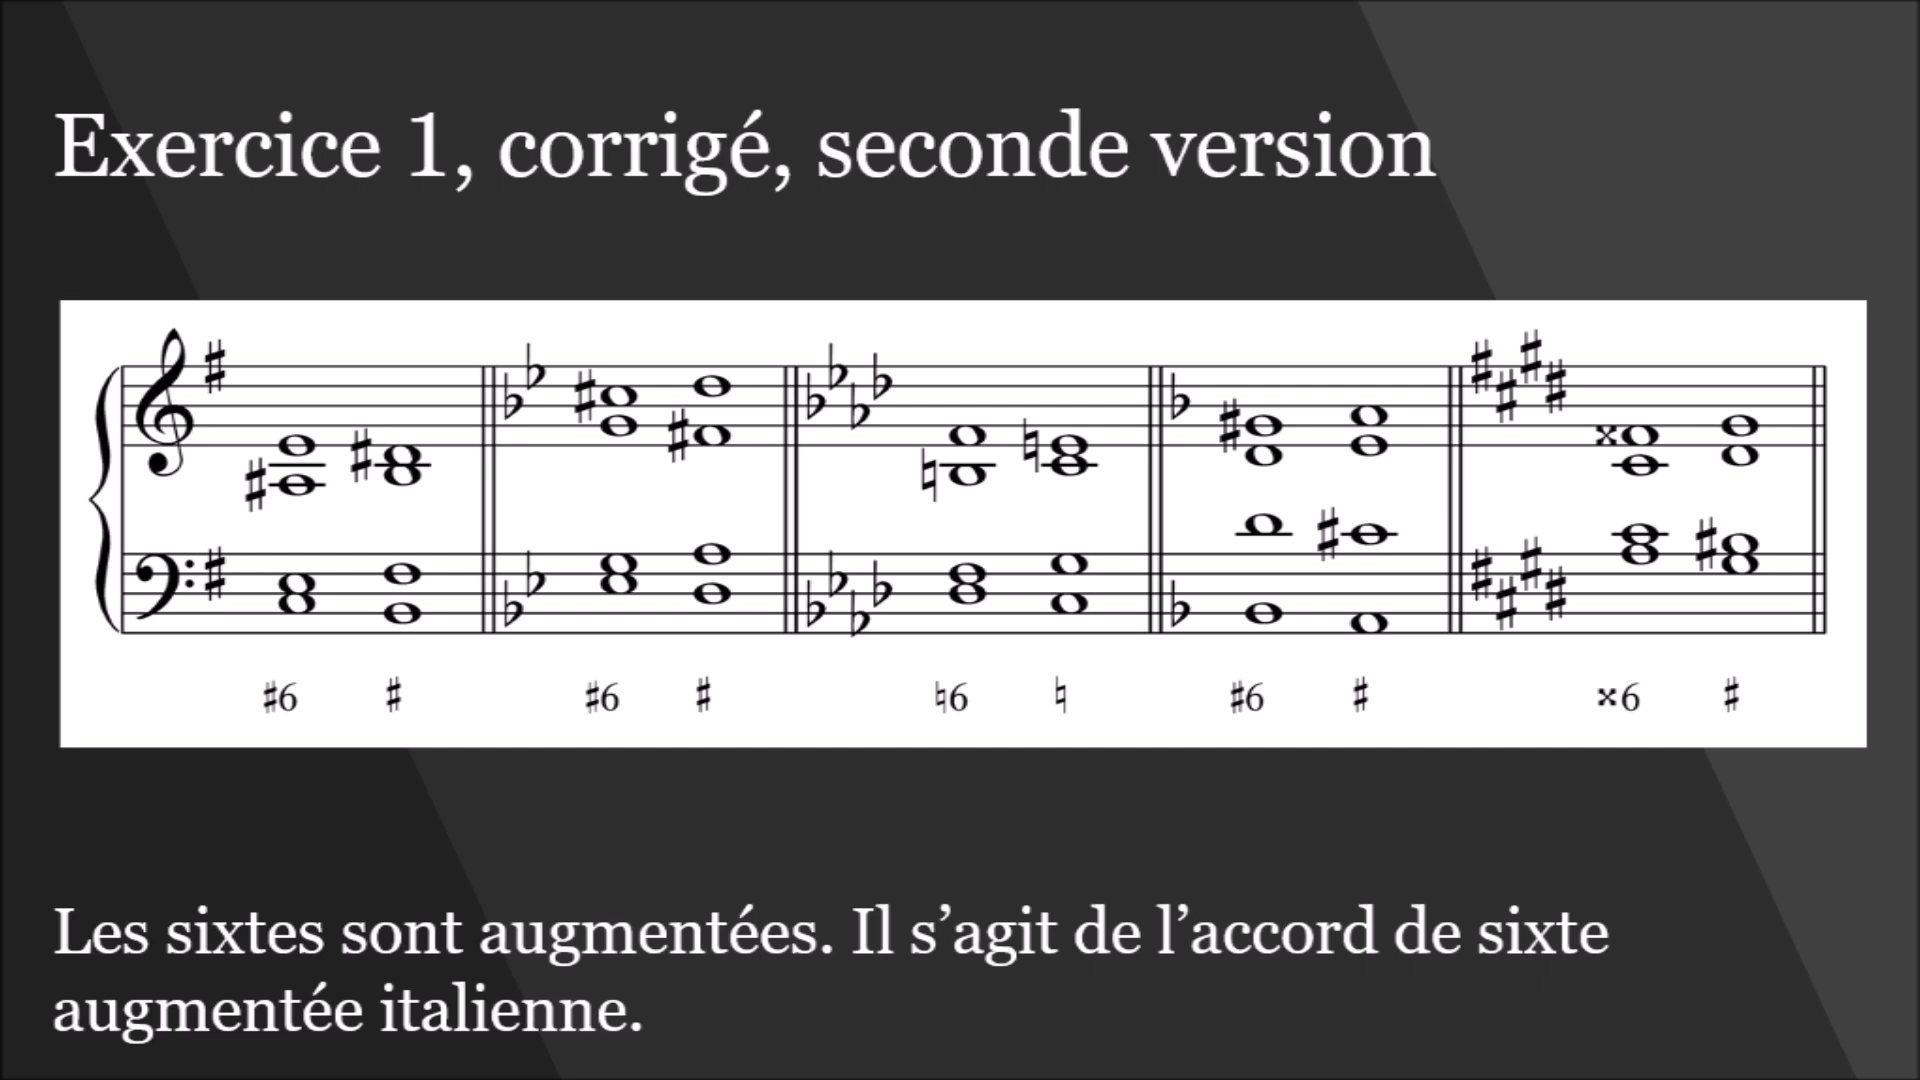 Exercice 1, corrigé, seconde version
♯6 ♯ ♯6 ♯ ♮6 ♮ ♯6 ♯ 𝄪6 ♯
Les sixtes sont augmentées. Il s’agit de l’accord de sixte
augmentée italienne.